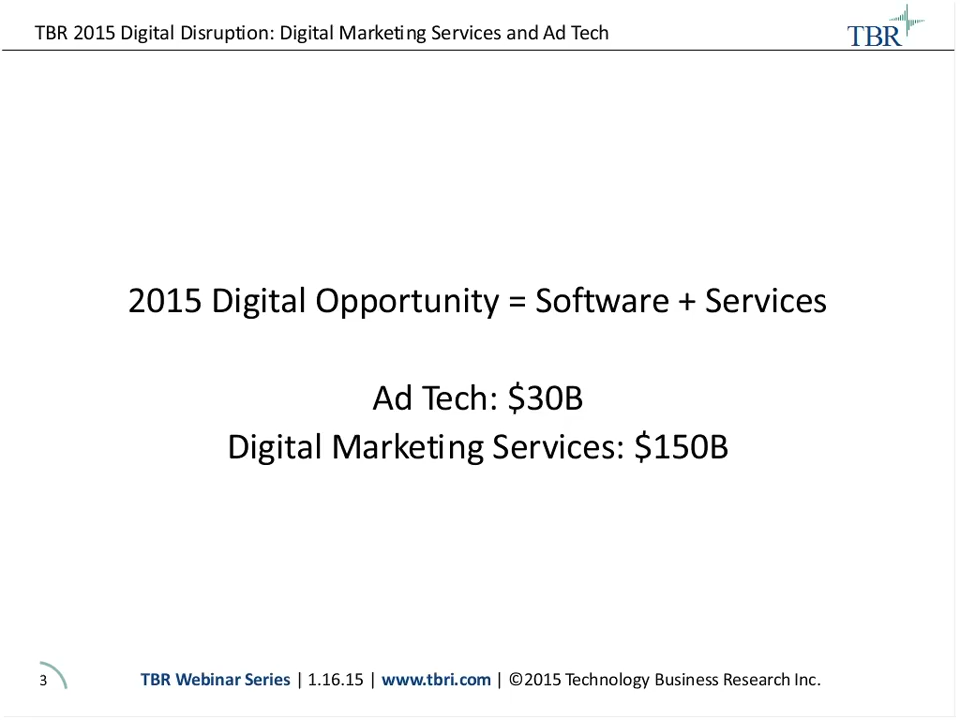 TBR 2015 Digital Disruption: Digital Marketing Services and Ad Tech
TBR
2015 Digital Opportunity = Software + Services
Ad Tech: $30B
Digital Marketing Services: $150B
3
TBR Webinar Series | 1.16.15 | www.tbri.com | ©2015 Technology Business Research Inc.